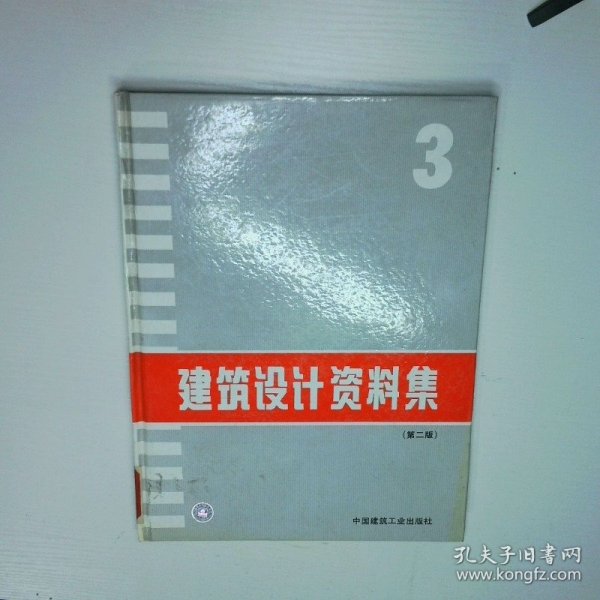 3
建筑设计资料集
(第二版)
中国建筑工业出版社
孔夫子旧书网
www.kongfz.com